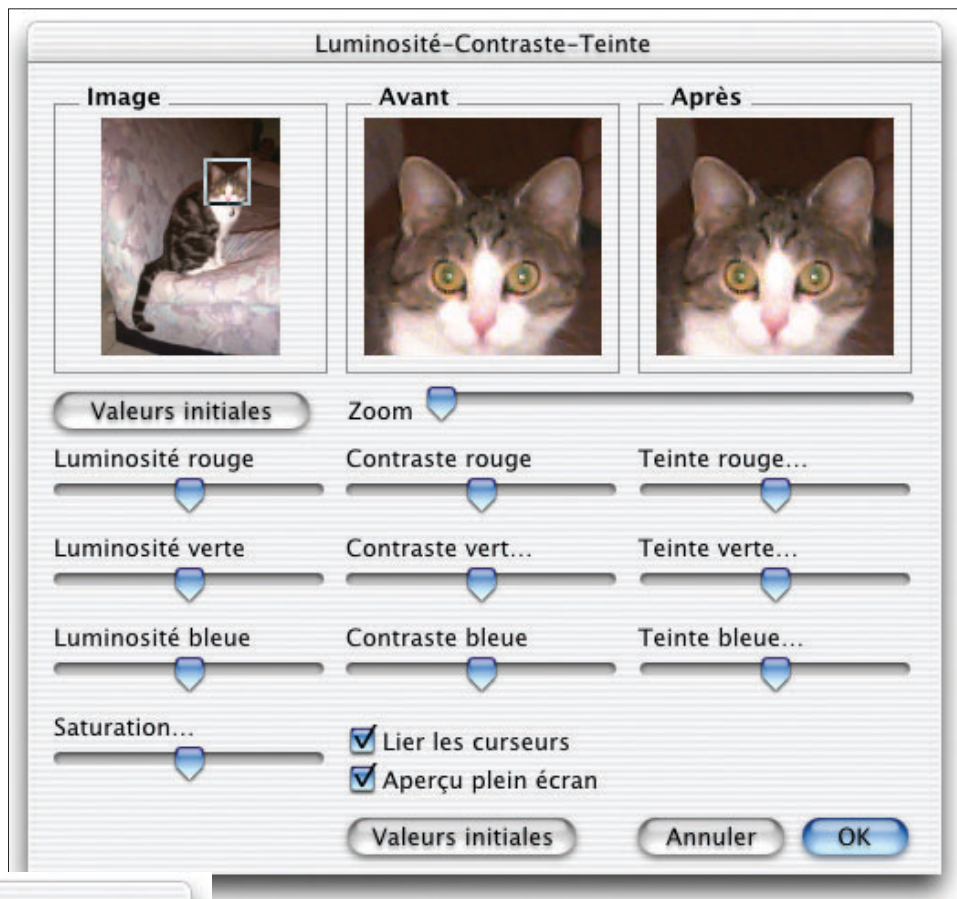 Luminosité-Contraste-Teinte
Image Avant Après
Valeurs initiales Zoom
Luminosité rouge Contraste rouge Teinte rouge...
Luminosité verte Contraste vert... Teinte verte...
Luminosité bleue Contraste bleue Teinte bleue...
Saturation...
Lier les curseurs
Aperçu plein écran
Valeurs initiales Annuler OK